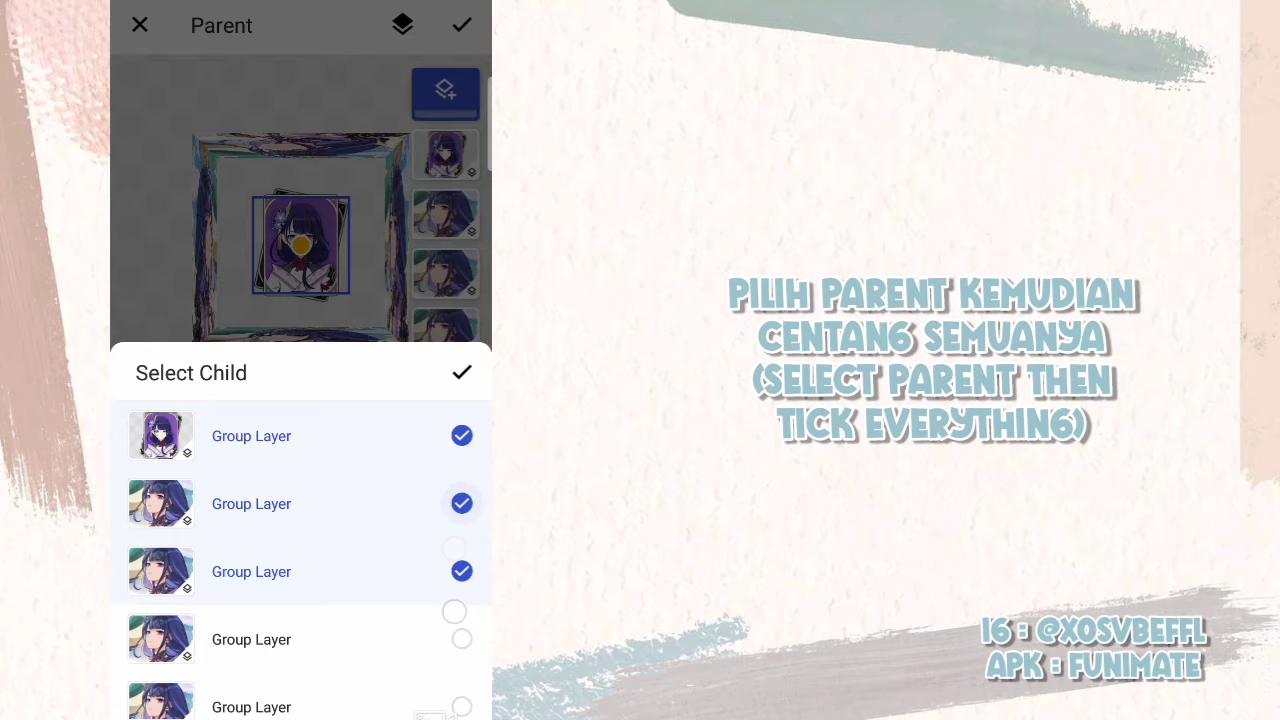 Parent
Select Child
Group Layer
Group Layer
Group Layer
Group Layer
Group Layer
PILIH PARENT KEMUDIAN
CENTANG SEMUANYA
(SELECT PARENT THEN
TICK EVERYTHING)
IG : @XOSVBEFFL
APK : FUNIMATE